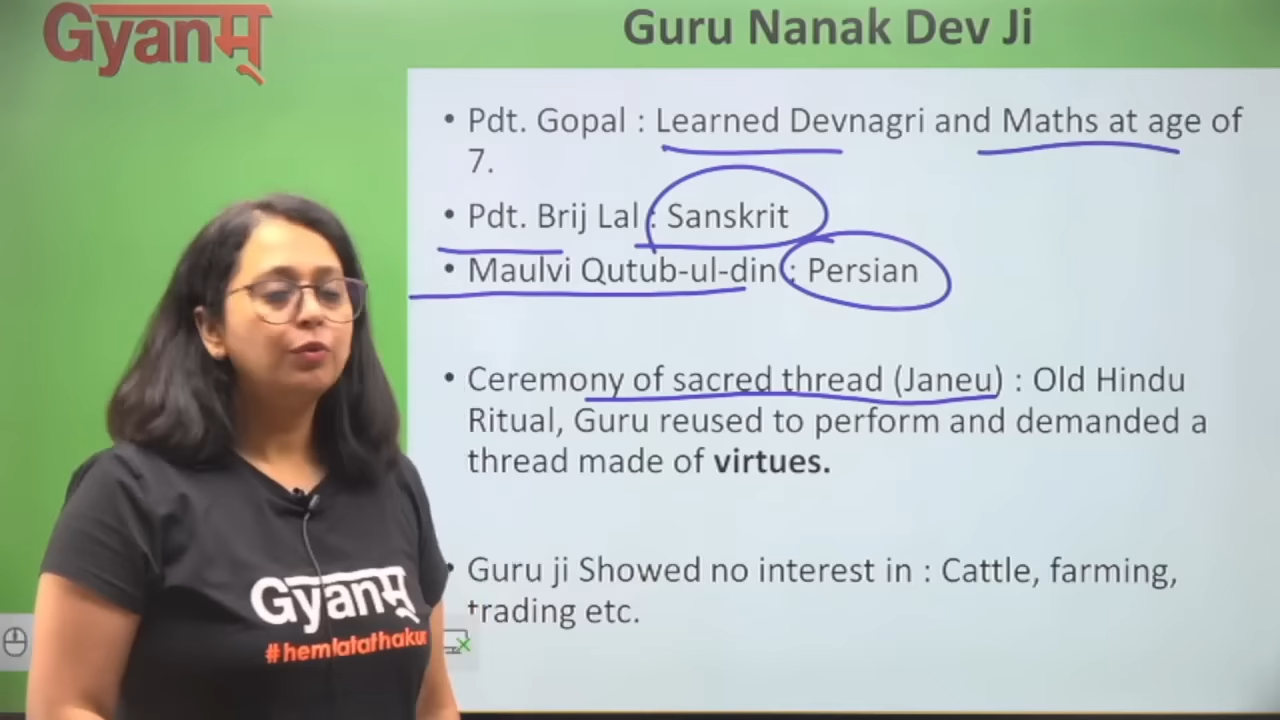 Gyanम्
Guru Nanak Dev Ji
• Pdt. Gopal : Learned Devnagri and Maths at age of
7.
• Pdt. Brij Lal : Sanskrit
• Maulvi Qutub-ul-din : Persian
• Ceremony of sacred thread (Janeu) : Old Hindu
Ritual, Guru reused to perform and demanded a
thread made of virtues.
• Guru ji Showed no interest in : Cattle, farming,
trading etc.
Gyanम्
#hemlatathakur